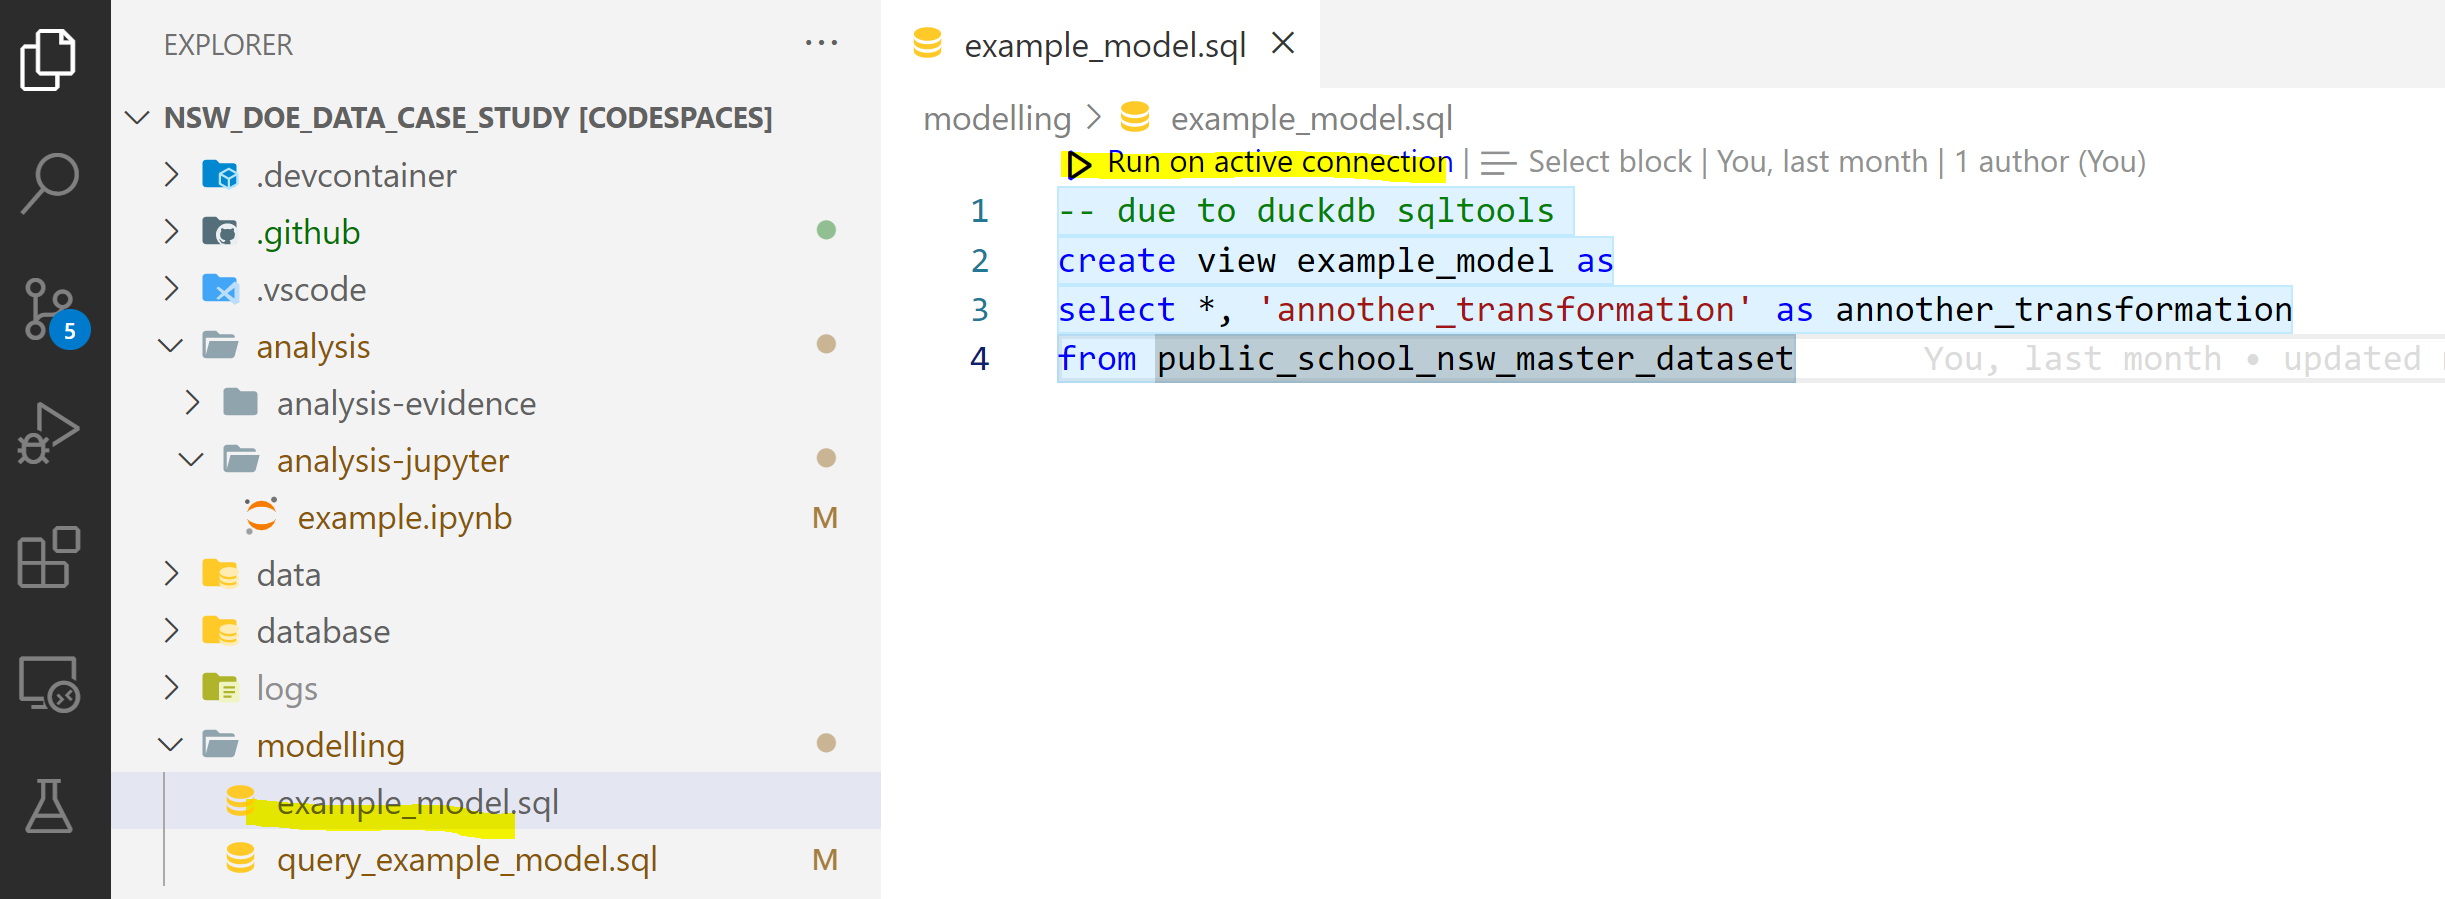 EXPLORER ...
NSW_DOE_DATA_CASE_STUDY [CODESPACES]
.devcontainer
.github
.vscode
5
analysis
analysis-evidence
analysis-jupyter
example.ipynb M
data
database
logs
modelling
example_model.sql
query_example_model.sql M
example_model.sql
modelling > example_model.sql
Run on active connection | Select block | You, last month | 1 author (You)
1 -- due to duckdb sqltools
2 create view example_model as
3 select *, 'annother_transformation' as annother_transformation
4 from public_school_nsw_master_dataset You, last month • updated